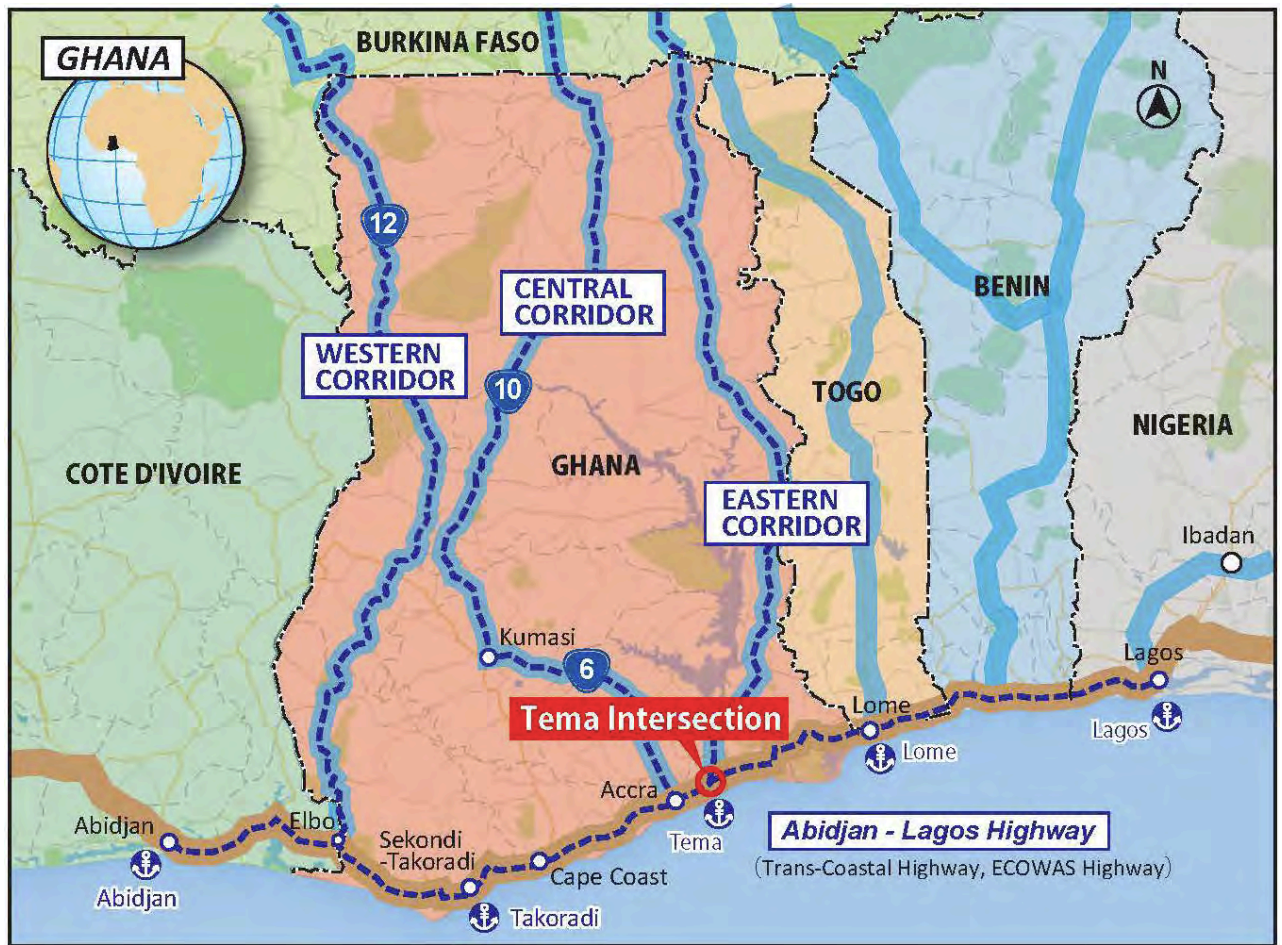 GHANA
BURKINA FASO
N
12
CENTRAL
CORRIDOR
BENIN
WESTERN
CORRIDOR
10
TOGO
NIGERIA
COTE D'IVOIRE
GHANA
EASTERN
CORRIDOR
Ibadan
Kumasi
6
Lagos
Tema Intersection
Lome
Lagos
Lome
Accra
Abidjan
Elbo
Sekondi
-Takoradi
Tema
Abidjan - Lagos Highway
(Trans-Coastal Highway, ECOWAS Highway)
Cape Coast
Abidjan
Takoradi